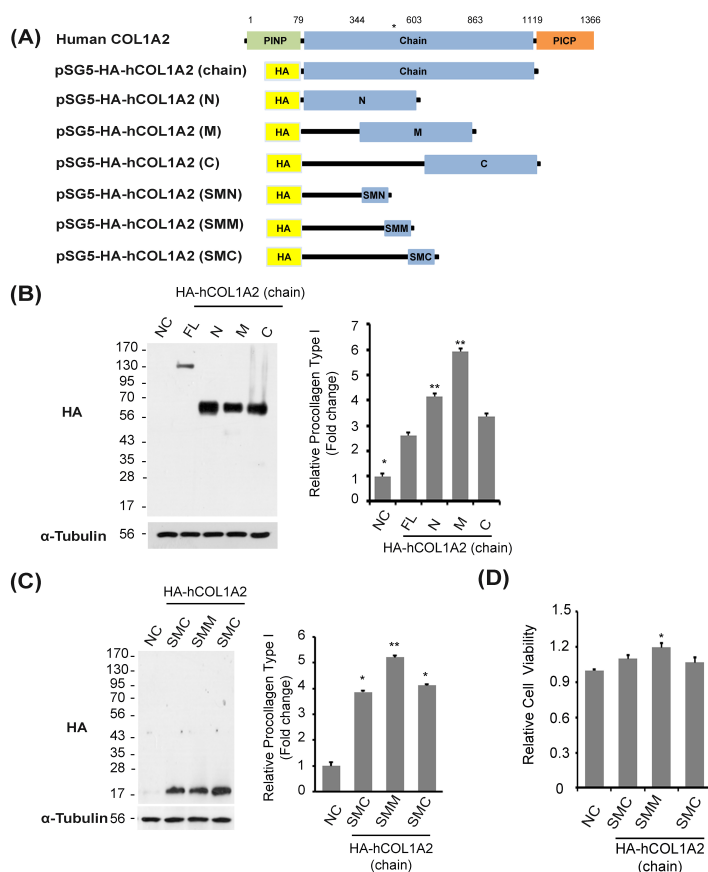 (A)
1 79 344 * 603 863 1119 1366
Human COL1A2 PINP Chain PICP
pSG5-HA-hCOL1A2 (chain) HA Chain
pSG5-HA-hCOL1A2 (N) HA N
pSG5-HA-hCOL1A2 (M) HA M
pSG5-HA-hCOL1A2 (C) HA C
pSG5-HA-hCOL1A2 (SMN) HA SMN
pSG5-HA-hCOL1A2 (SMM) HA SMM
pSG5-HA-hCOL1A2 (SMC) HA SMC
(B)
HA-hCOL1A2 (chain)
NC FL N M C
170 -
130 -
95 -
70 -
56 -
43 -
35 -
28 -
17 -
HA
α-Tubulin 56 -
Relative Procollagen Type I
(Fold change)
7
6
5
4
3
2
1
0
* ** **
NC FL N M C
HA-hCOL1A2 (chain)
(C)
HA-hCOL1A2
NC SMC SMM SMC
170 -
130 -
95 -
70 -
56 -
43 -
35 -
28 -
17 -
HA
α-Tubulin 56 -
Relative Procollagen Type I
(Fold change)
6
5
4
3
2
1
0
* ** *
NC SMC SMM SMC
HA-hCOL1A2
(chain)
(D)
Relative Cell Viability
1.5
1.2
0.9
0.6
0.3
0
*
NC SMC SMM SMC
HA-hCOL1A2
(chain)